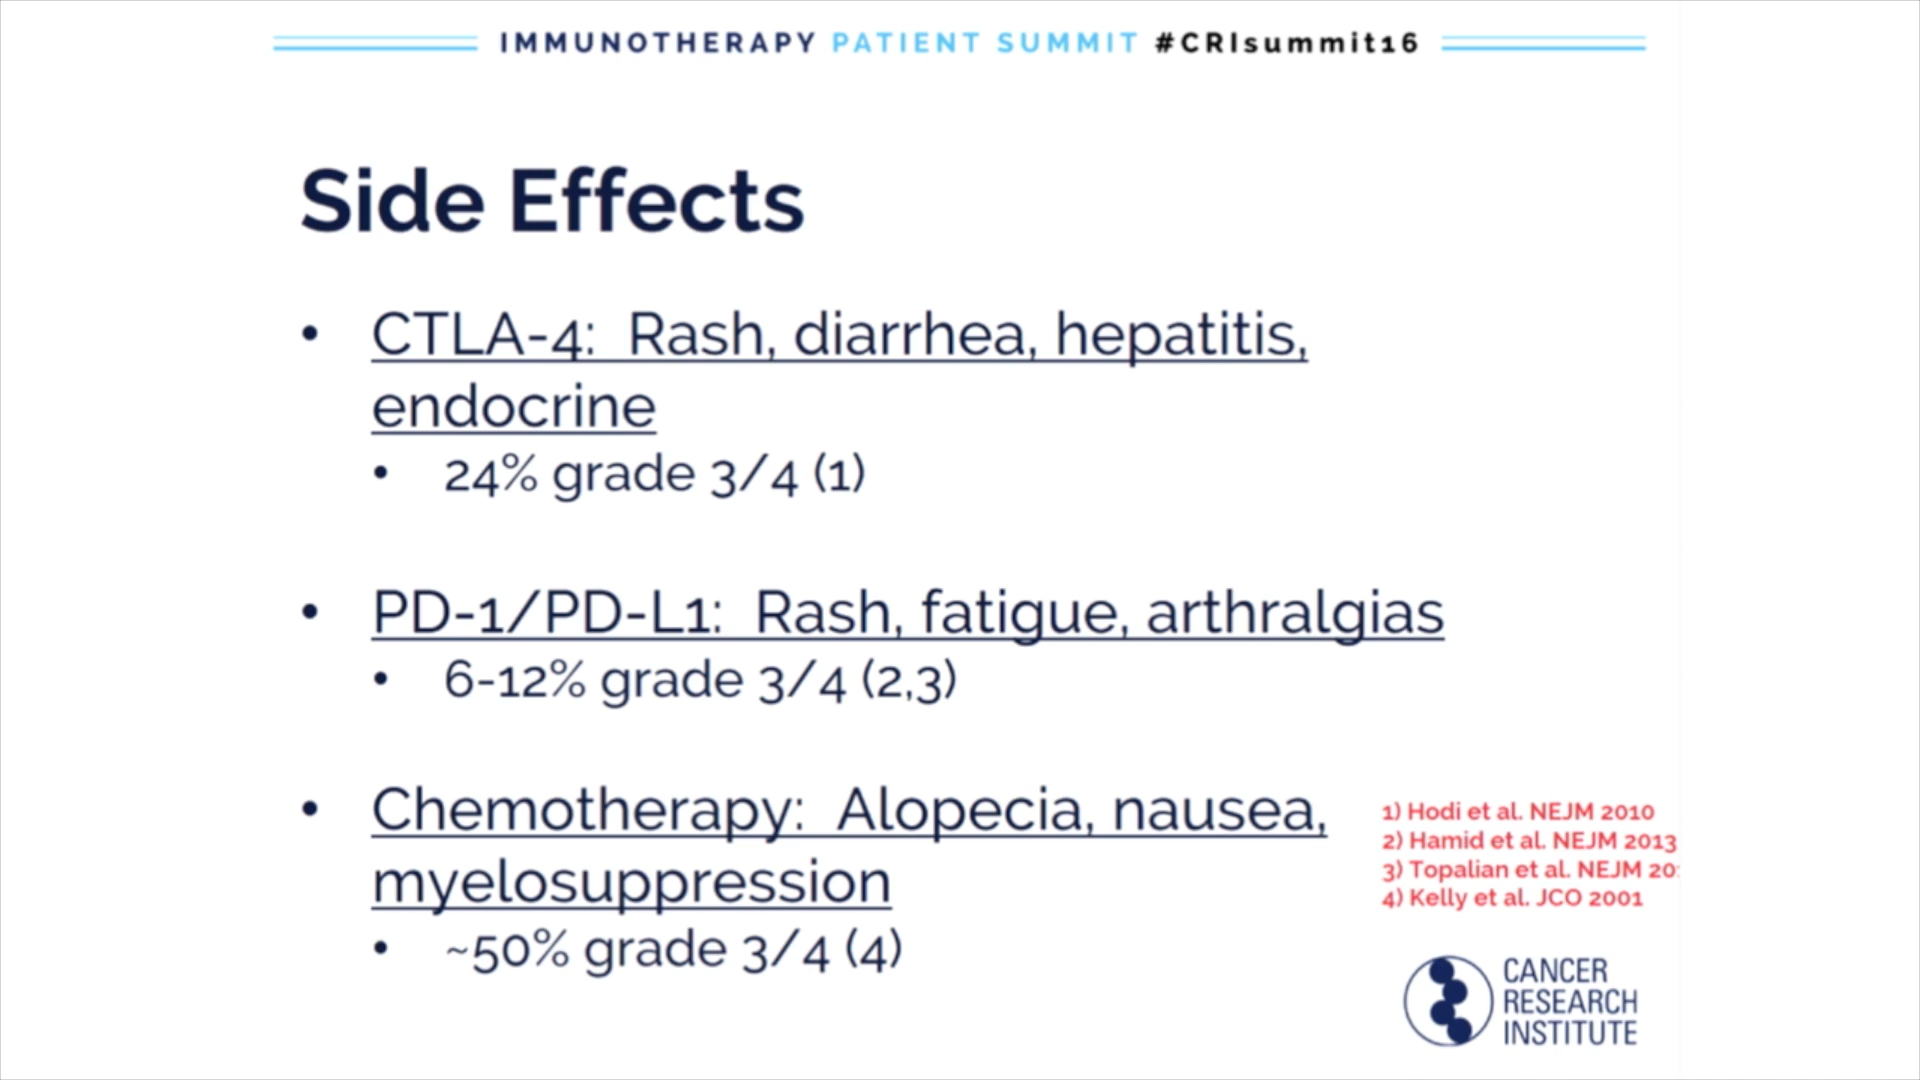 IMMUNOTHERAPY PATIENT SUMMIT #CRIsummit16
Side Effects
• CTLA-4: Rash, diarrhea, hepatitis,
endocrine
• 24% grade 3/4 (1)
• PD-1/PD-L1: Rash, fatigue, arthralgias
• 6-12% grade 3/4 (2,3)
• Chemotherapy: Alopecia, nausea,
myelosuppression
• ~50% grade 3/4 (4)
1) Hodi et al. NEJM 2010
2) Hamid et al. NEJM 2013
3) Topalian et al. NEJM
4) Kelly et al. JCO 2001
CANCER
RESEARCH
INSTITUTE